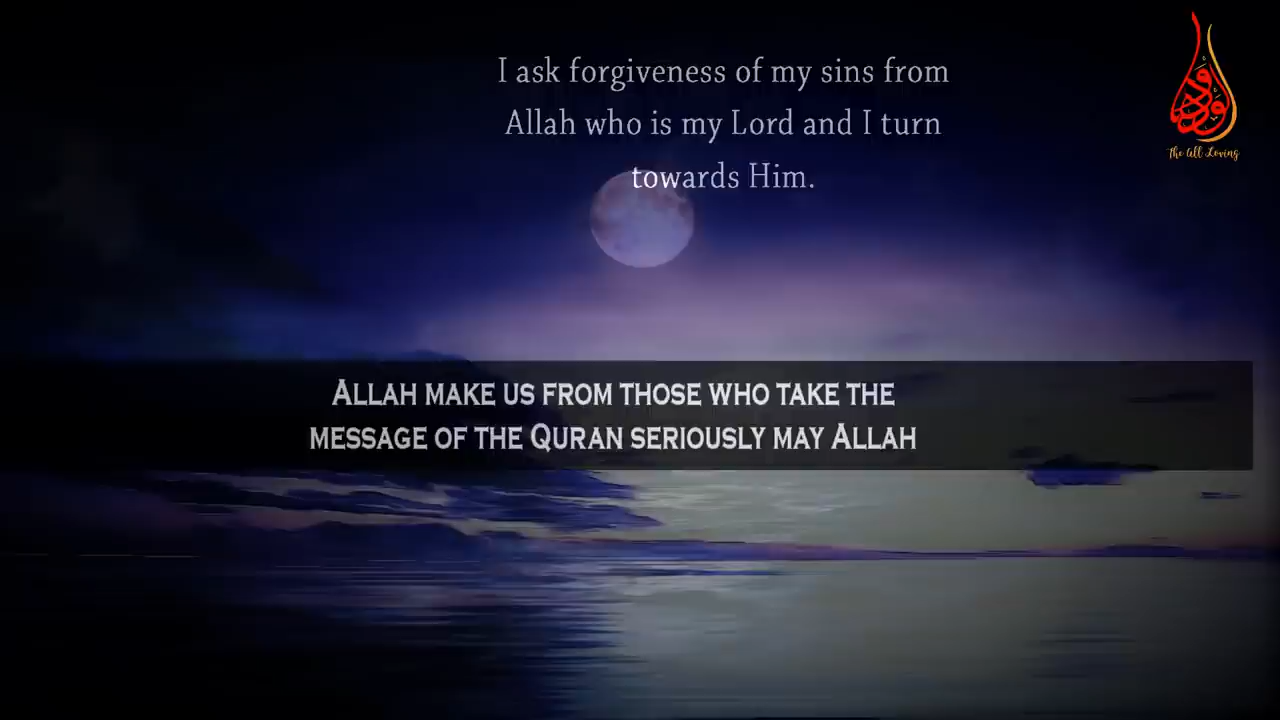 I ask forgiveness of my sins from
Allah who is my Lord and I turn
towards Him.
الودود
The All Loving
ALLAH MAKE US FROM THOSE WHO TAKE THE
MESSAGE OF THE QURAN SERIOUSLY MAY ALLAH